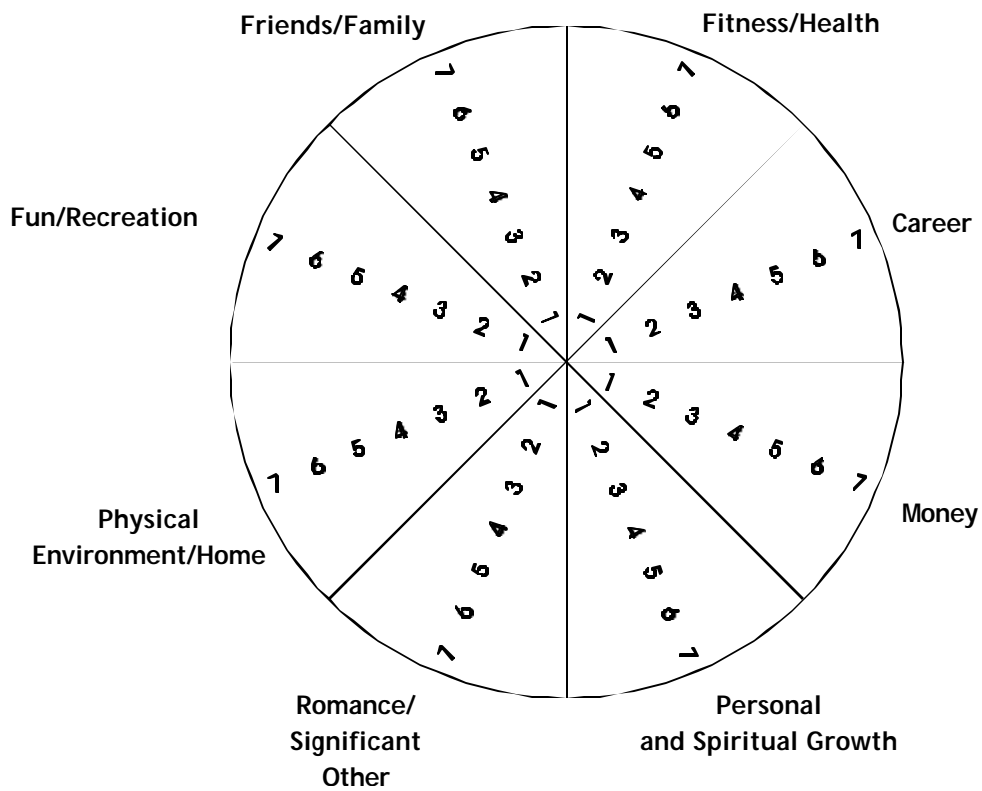 Friends/Family
7 6 5 4 3 2 1
Fitness/Health
7 6 5 4 3 2 1
Fun/Recreation
7 6 5 4 3 2 1
Career
1 2 3 4 5 6 7
Physical
Environment/Home
7 6 5 4 3 2 1
Money
1 2 3 4 5 6 7
Romance/
Significant
Other
1 2 3 4 5 6 7
Personal
and Spiritual Growth
1 2 3 4 5 6 7